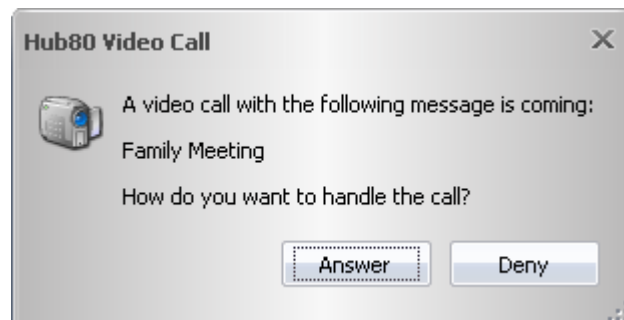 Hub80 Video Call
A video call with the following message is coming:
Family Meeting
How do you want to handle the call?
Answer
Deny